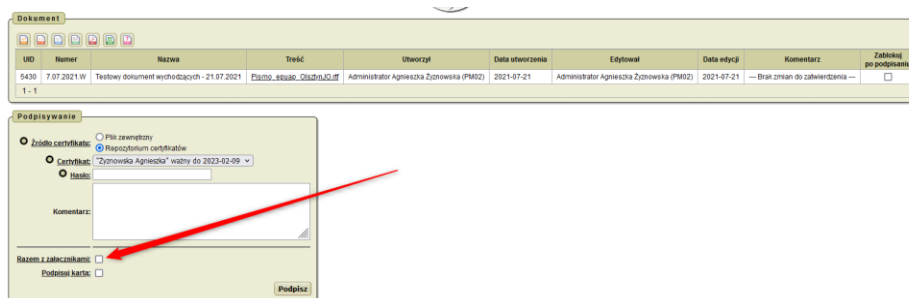 Dokument
UID Numer Nazwa Treść Utworzył Data utworzenia Edytował Data edycji Komentarz Zablokuj po podpisaniu
5430 7.07.2021.W Testowy dokument wychodzących - 21.07.2021 Pismo_epuap_OlsztynJO.rtf Administrator Agnieszka Żyznowska (PM02) 2021-07-21 Administrator Agnieszka Żyznowska (PM02) 2021-07-21 --- Brak zmian do zatwierdzenia ---
1 - 1
Podpisywanie
Źródło certyfikatu: Plik zewnętrzny
Repozytorium certyfikatów
Certyfikat: "Żyznowska Agnieszka" ważny do 2023-02-09
Hasło:
Komentarz:
Razem z załącznikami:
Podpisuj kartą:
Podpisz